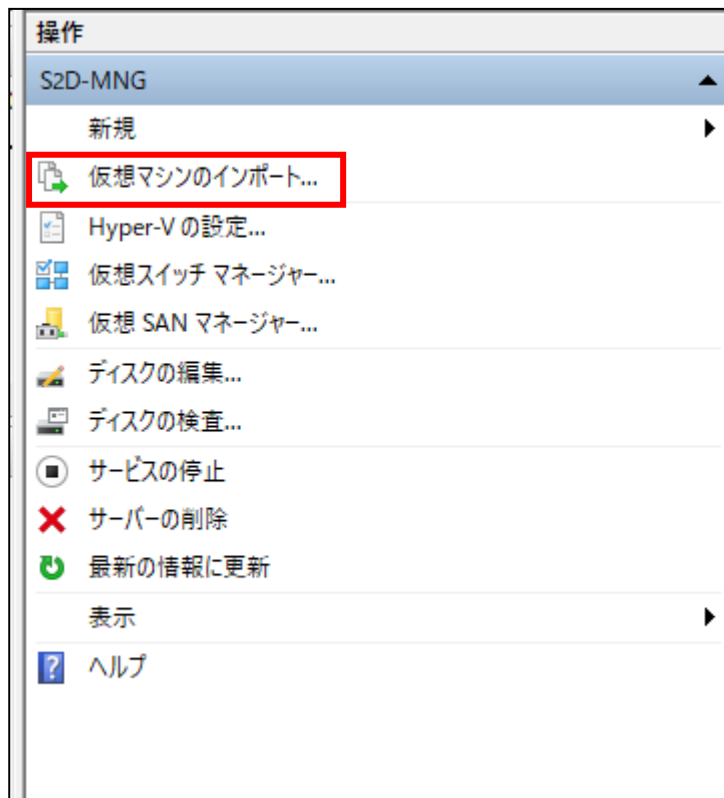 操作
S2D-MNG
新規
仮想マシンのインポート...
Hyper-V の設定...
仮想スイッチ マネージャー...
仮想 SAN マネージャー...
ディスクの編集...
ディスクの検査...
サービスの停止
サーバーの削除
最新の情報に更新
表示
ヘルプ